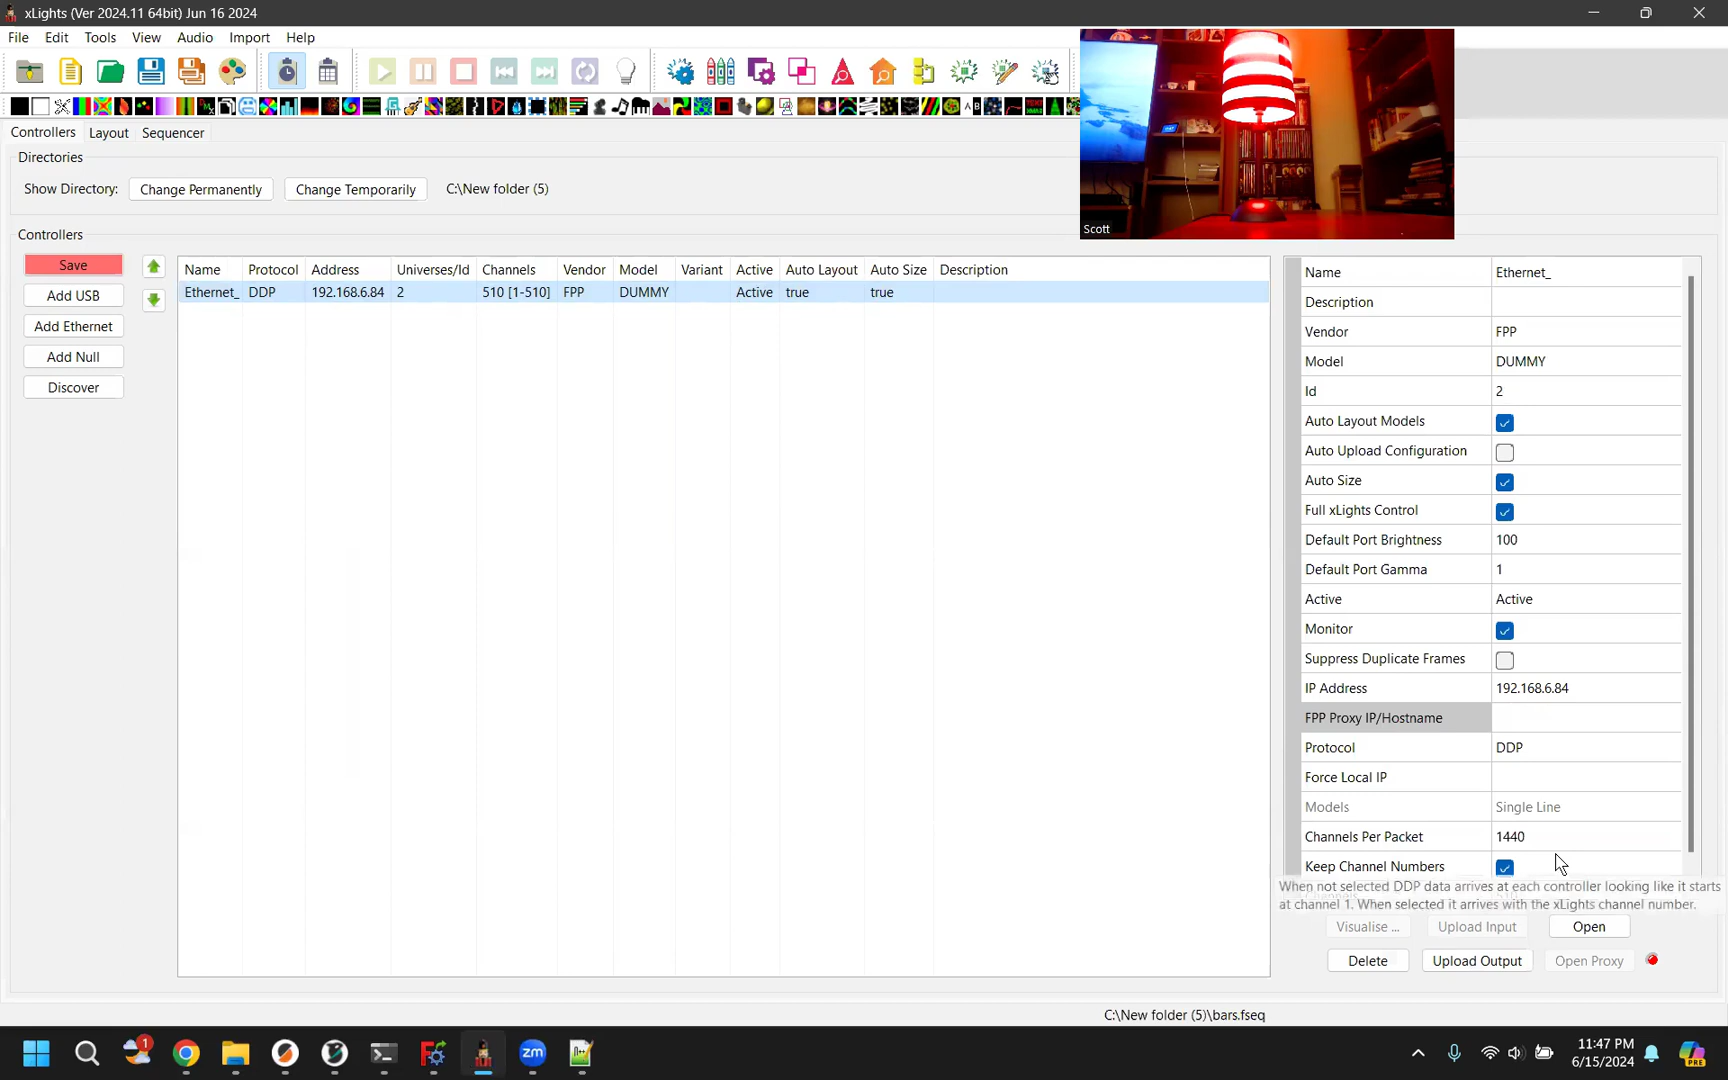 xLights (Ver 2024.11 64bit) Jun 16 2024
File Edit Tools View Audio Import Help
Scott
Controllers Layout Sequencer
Directories
Show Directory: Change Permanently Change Temporarily C:\New folder (5)
Controllers
Save
Add USB
Add Ethernet
Add Null
Discover
Name Protocol Address Universes/Id Channels Vendor Model Variant Active Auto Layout Auto Size Description
Ethernet_ DDP 192.168.6.84 2 510 [1-510] FPP DUMMY Active true true
Name Ethernet_
Description
Vendor FPP
Model DUMMY
Id 2
Auto Layout Models
Auto Upload Configuration
Auto Size
Full xLights Control
Default Port Brightness 100
Default Port Gamma 1
Active Active
Monitor
Suppress Duplicate Frames
IP Address 192.168.6.84
FPP Proxy IP/Hostname
Protocol DDP
Force Local IP
Models Single Line
Channels Per Packet 1440
Keep Channel Numbers
When not selected DDP data arrives at each controller looking like it starts
at channel 1. When selected it arrives with the xLights channel number.
Visualise ... Upload Input Open
Delete Upload Output Open Proxy
C:\New folder (5)\bars.fseq
1
zm
11:47 PM
6/15/2024
PRE